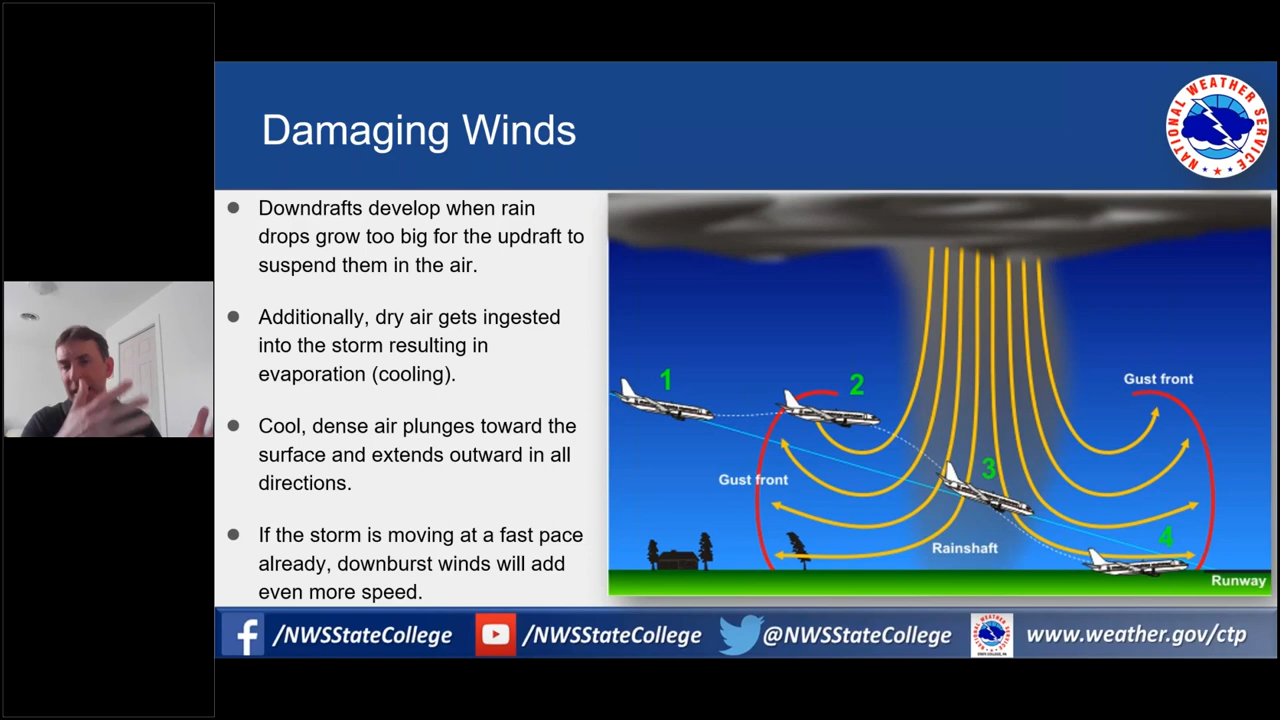 Damaging Winds
NATIONAL WEATHER SERVICE
Downdrafts develop when rain
drops grow too big for the updraft to
suspend them in the air.
Additionally, dry air gets ingested
into the storm resulting in
evaporation (cooling).
Cool, dense air plunges toward the
surface and extends outward in all
directions.
If the storm is moving at a fast pace
already, downburst winds will add
even more speed.
1
2
Gust front
3
Gust front
4
Rainshaft
Runway
/NWSStateCollege
/NWSStateCollege
@NWSStateCollege
www.weather.gov/ctp